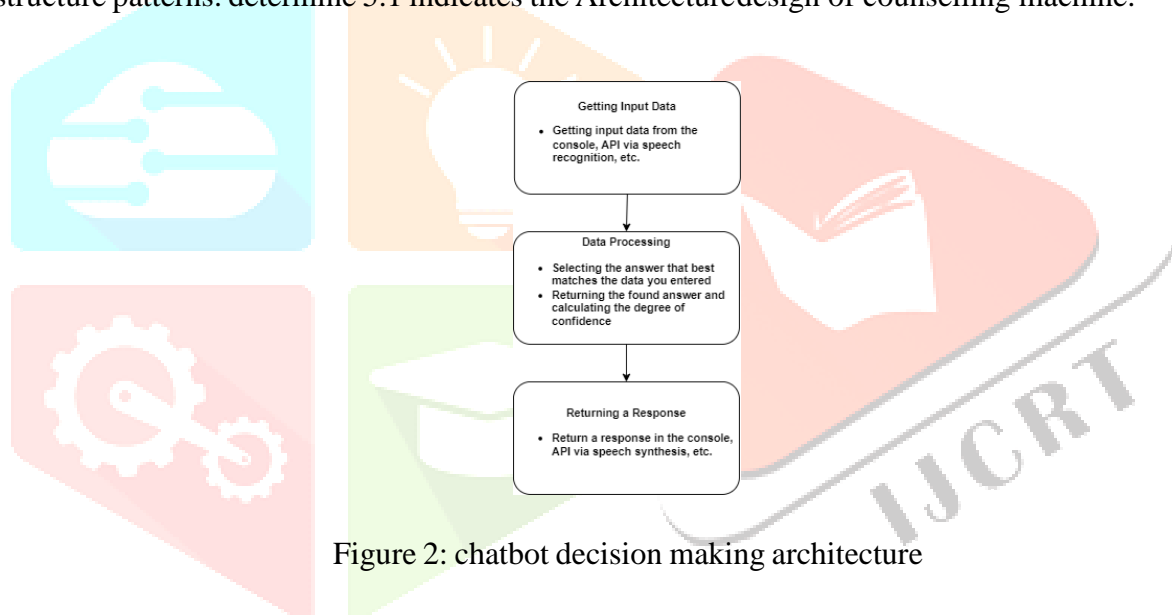 structure patterns. determine 3.1 indicates the Architecture design of counselling machine.
Getting Input Data
• Getting input data from the
console, API via speech
recognition, etc.
Data Processing
• Selecting the answer that best
matches the data you entered
• Returning the found answer and
calculating the degree of
confidence
Returning a Response
• Return a response in the console,
API via speech synthesis, etc.
IJCRT
Figure 2: chatbot decision making architecture